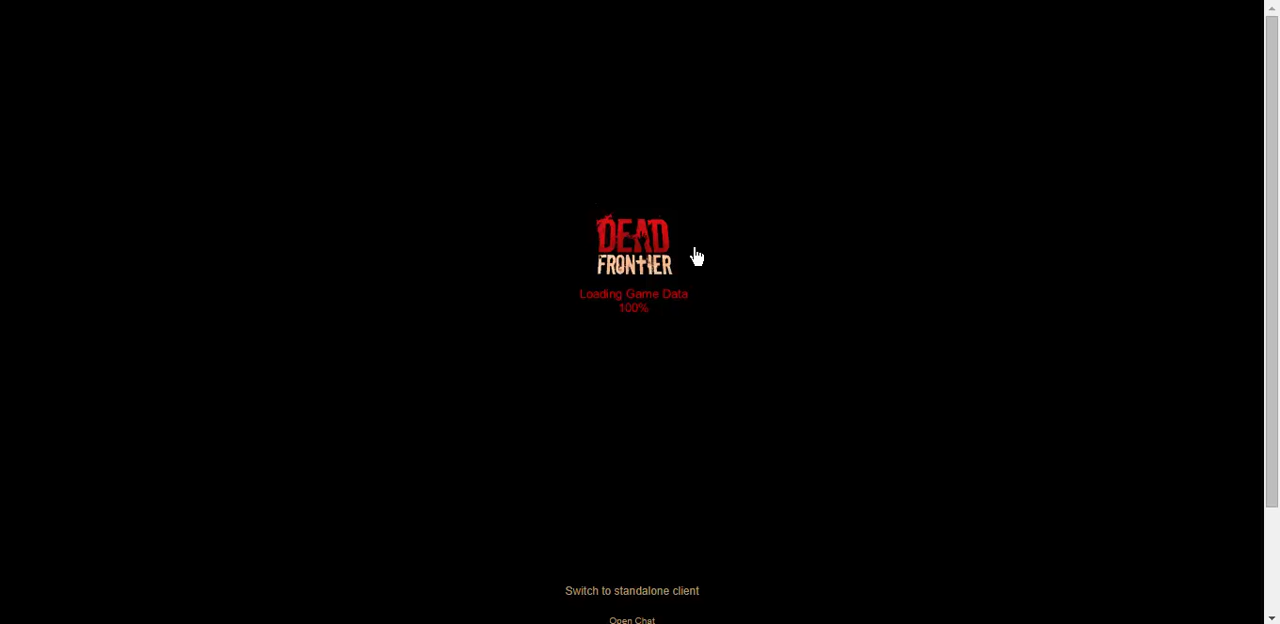 DEAD
FRONTIER
Loading Game Data
100%
Switch to standalone client
Open Chat